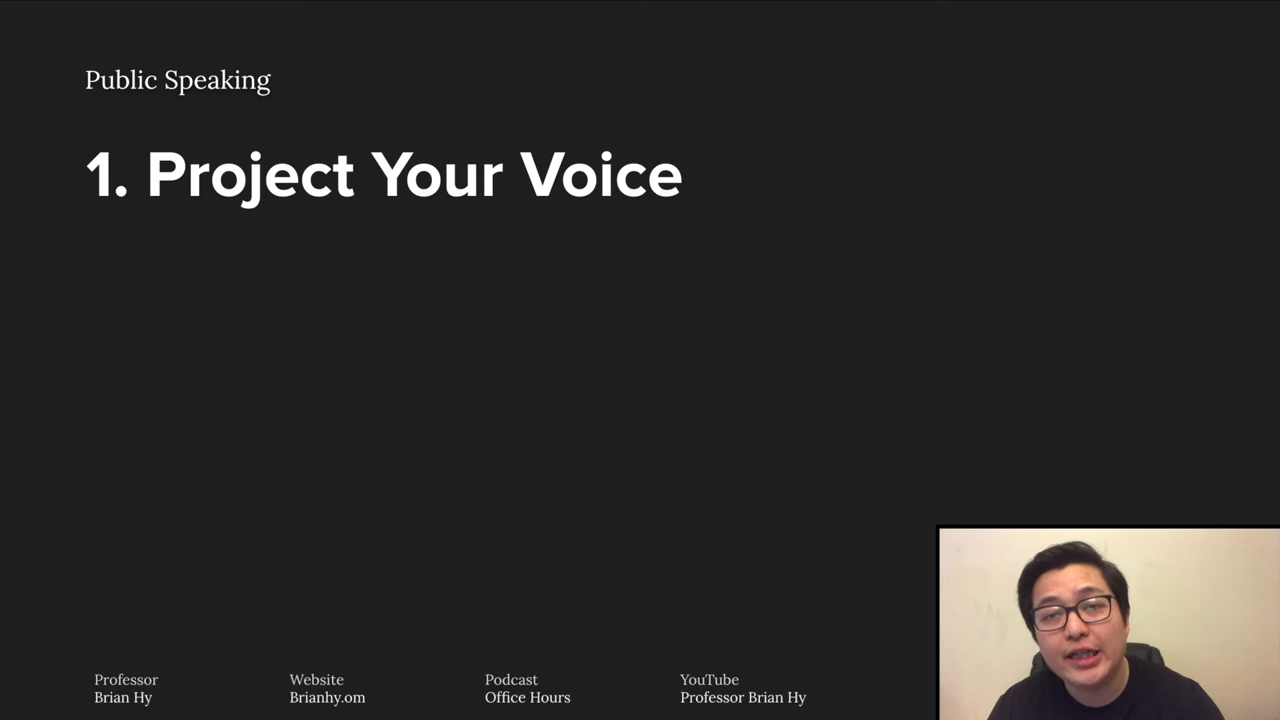 Public Speaking
1. Project Your Voice
Professor
Brian Hy
Website
Brianhy.om
Podcast
Office Hours
YouTube
Professor Brian Hy